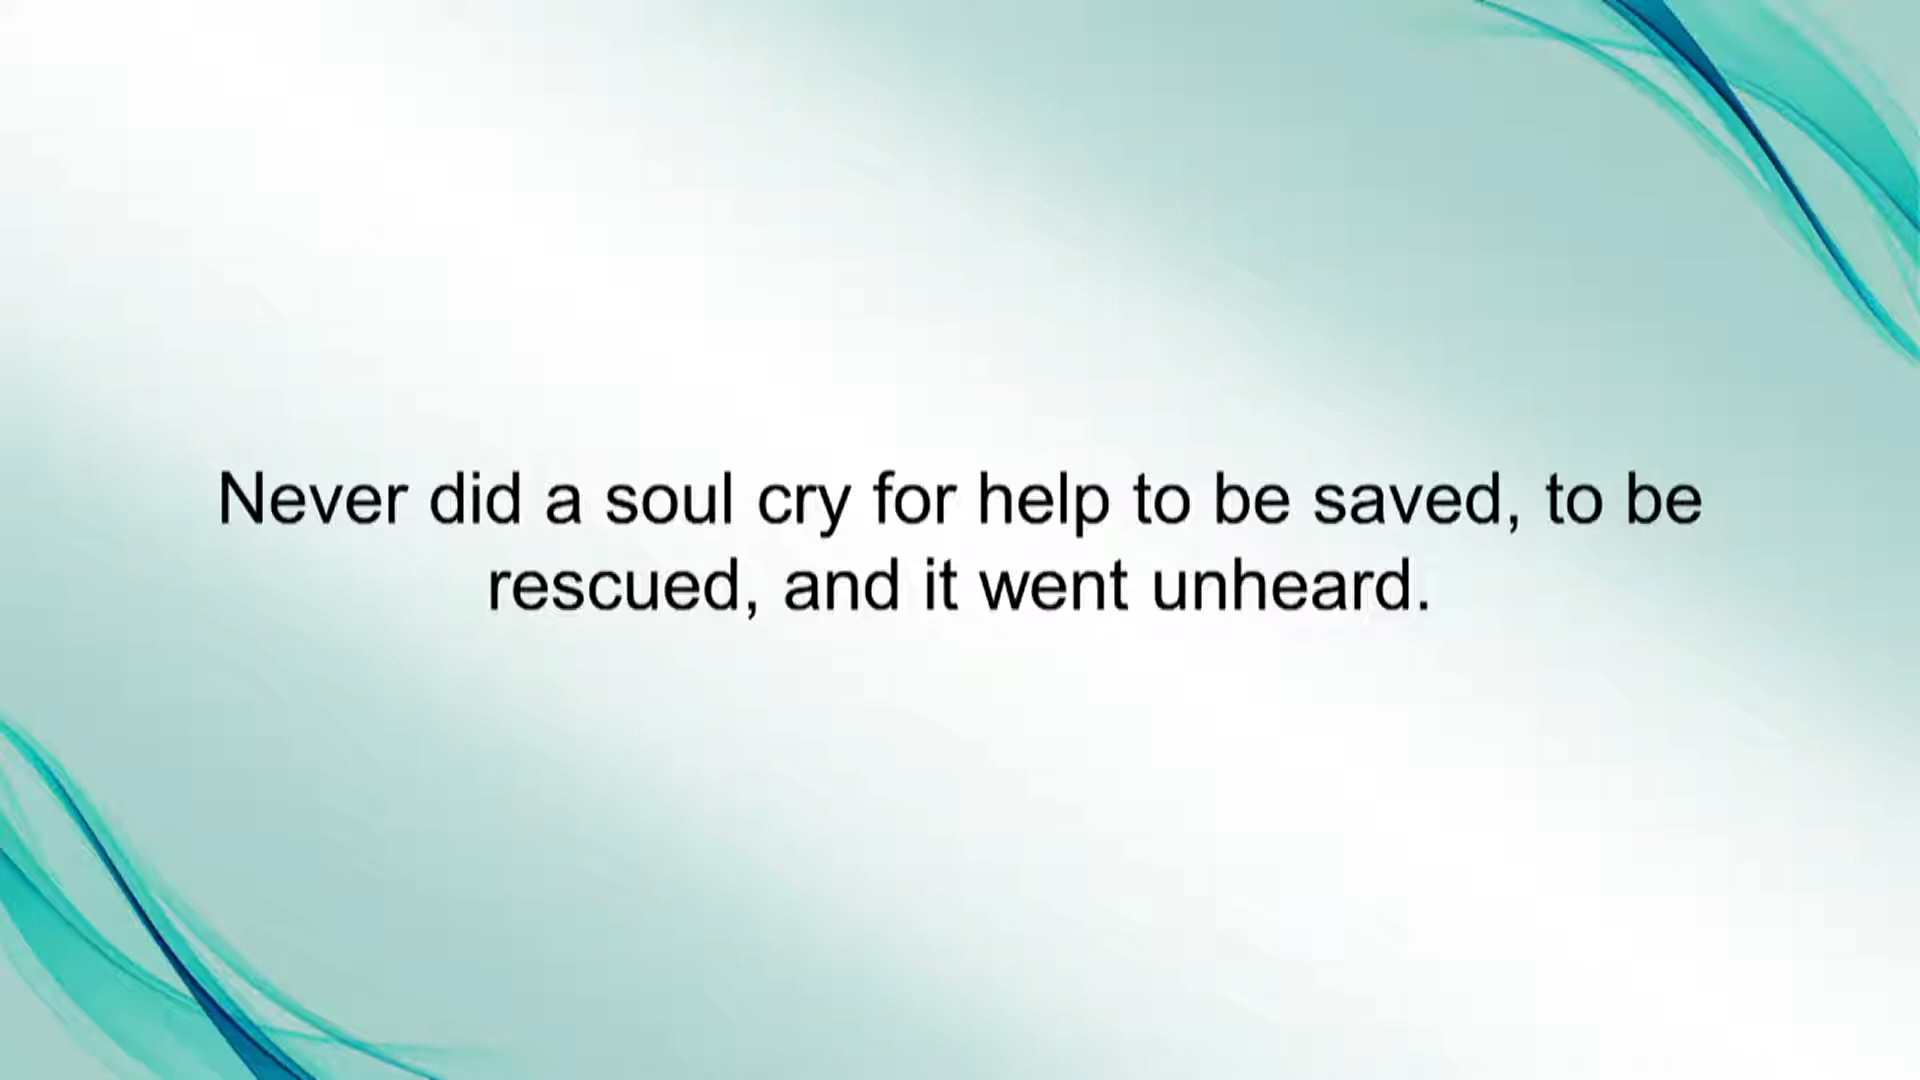 Never did a soul cry for help to be saved, to be
rescued, and it went unheard.